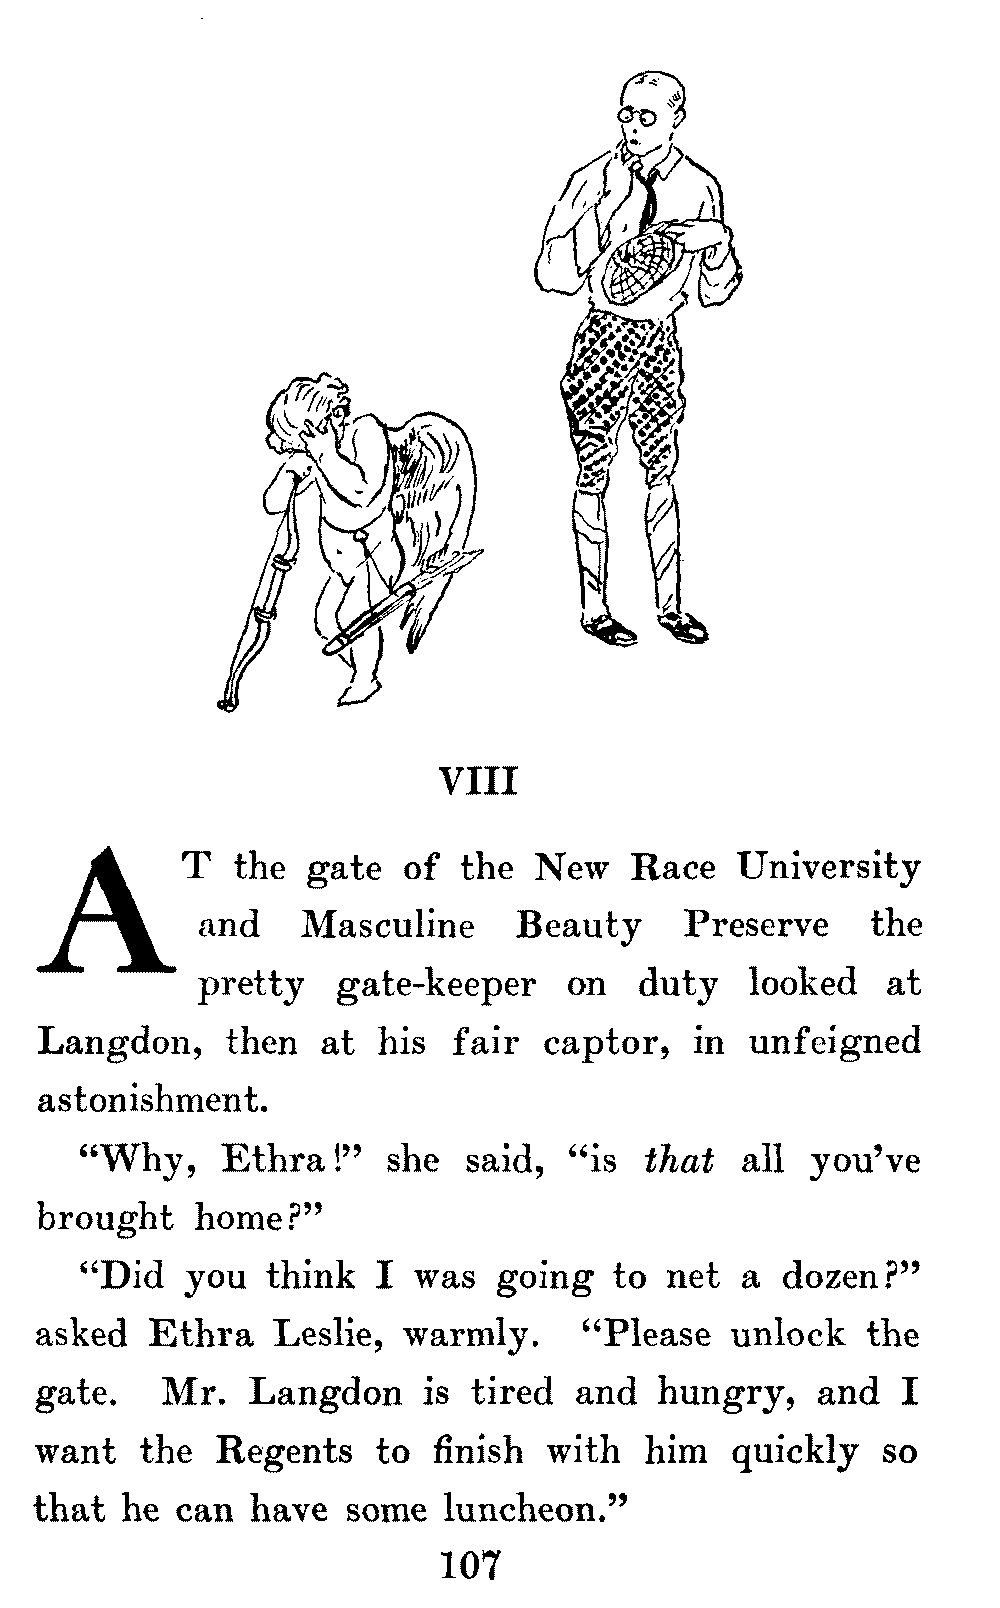 VIII
AT the gate of the New Race University
and Masculine Beauty Preserve the
pretty gate-keeper on duty looked at
Langdon, then at his fair captor, in unfeigned
astonishment.
“Why, Ethra!” she said, “is that all you’ve
brought home?”
“Did you think I was going to net a dozen?”
asked Ethra Leslie, warmly. “Please unlock the
gate. Mr. Langdon is tired and hungry, and I
want the Regents to finish with him quickly so
that he can have some luncheon.”
107